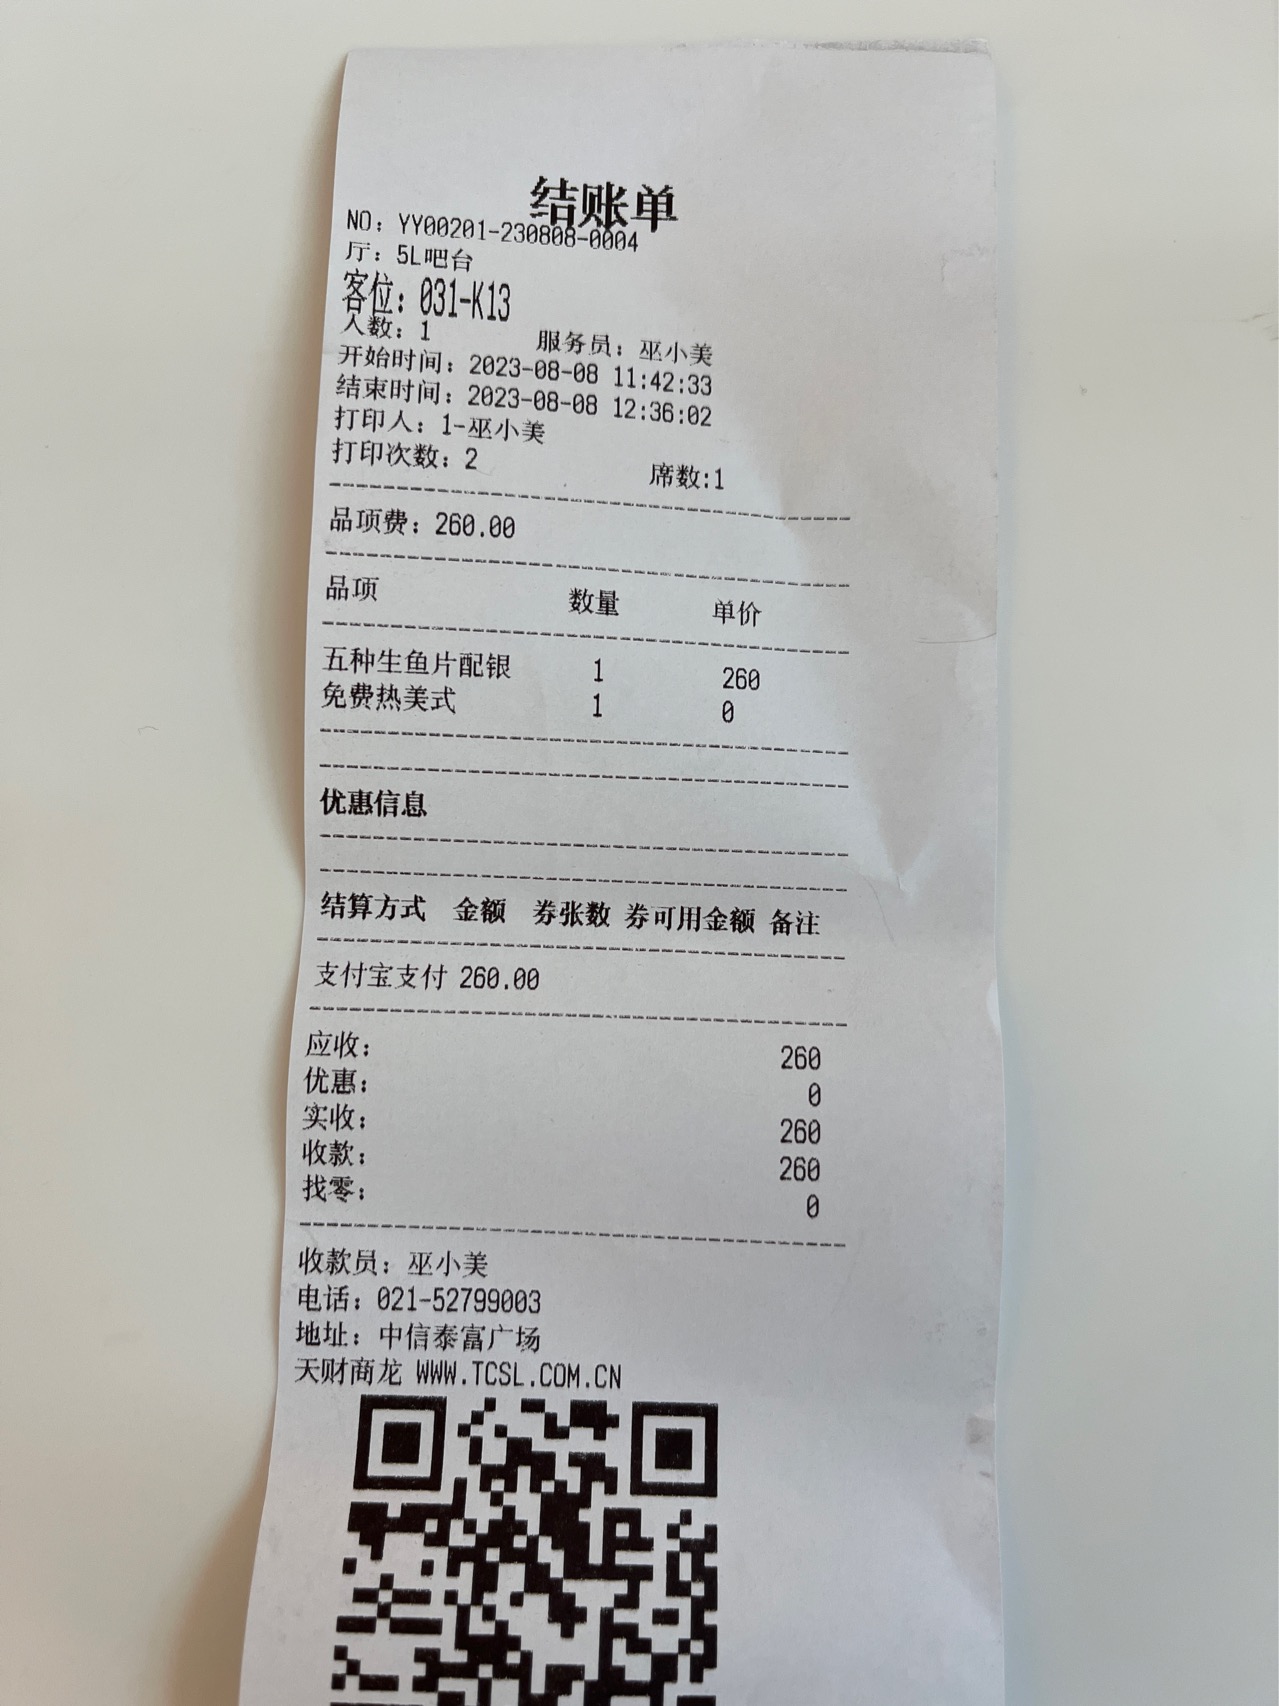 结账单
NO：YY00201-230808-0004
厅：5L吧台
客位：031-K13
人数：1 服务员：巫小美
开始时间：2023-08-08 11:42:33
结束时间：2023-08-08 12:36:02
打印人：1-巫小美
打印次数：2 席数:1
品项费：260.00
品项 数量 单价
五种生鱼片配银 1 260
免费热美式 1 0
优惠信息
结算方式 金额 券张数 券可用金额 备注
支付宝支付 260.00
应收： 260
优惠： 0
实收： 260
收款： 260
找零： 0
收款员：巫小美
电话：021-52799003
地址：中信泰富广场
天财商龙 WWW.TCSL.COM.CN